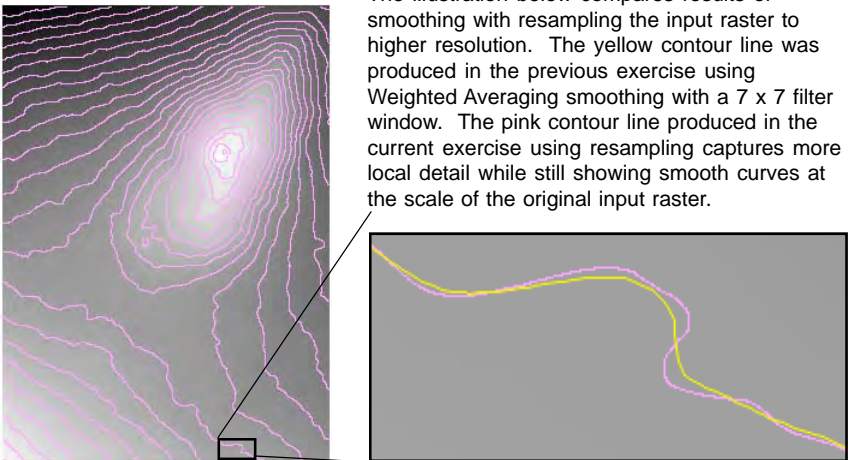 The illustration below compares results of
smoothing with resampling the input raster to
higher resolution.  The yellow contour line was
produced in the previous exercise using
Weighted Averaging smoothing with a 7 x 7 filter
window.  The pink contour line produced in the
current exercise using resampling captures more
local detail while still showing smooth curves at
the scale of the original input raster.